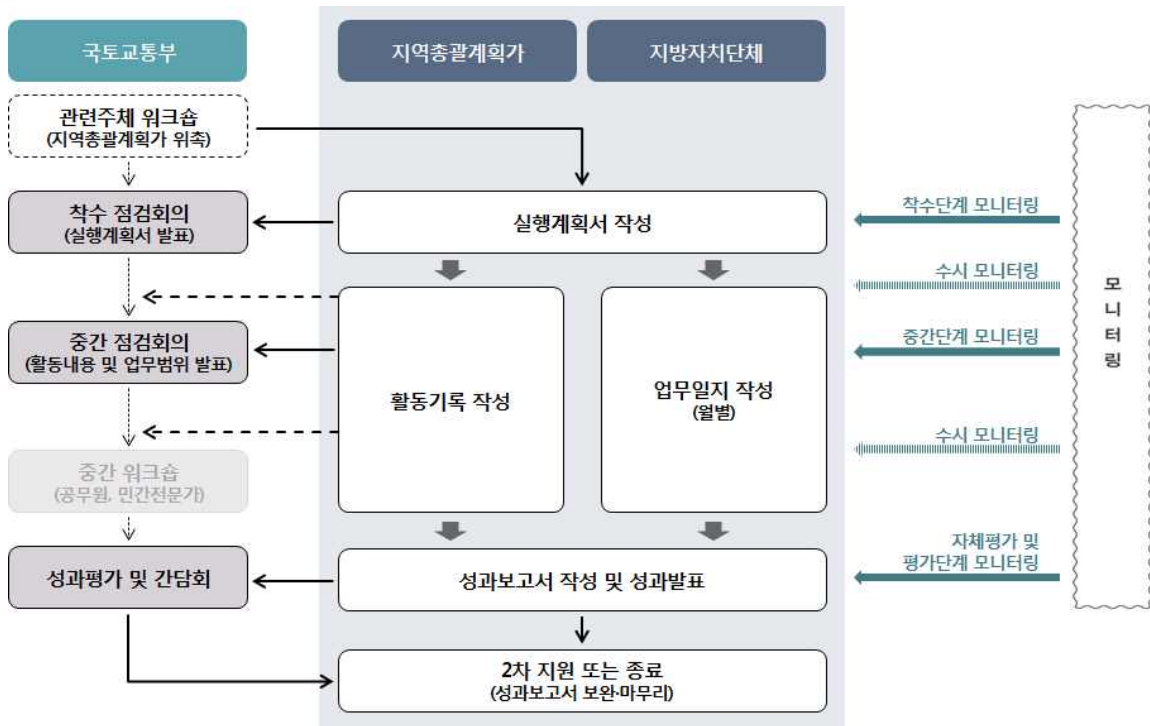 국토교통부
지역총괄계획가
지방자치단체
관련주체 워크숍
(지역총괄계획가 위촉)
착수 점검회의
(실행계획서 발표)
실행계획서 작성
착수단계 모니터링
수시 모니터링
중간 점검회의
(활동내용 및 업무범위 발표)
활동기록 작성
업무일지 작성
(월별)
중간단계 모니터링
수시 모니터링
중간 워크숍
(공무원, 민간전문가)
성과평가 및 간담회
성과보고서 작성 및 성과발표
자체평가 및
평가단계 모니터링
2차 지원 또는 종료
(성과보고서 보완·마무리)
모
니
터
링